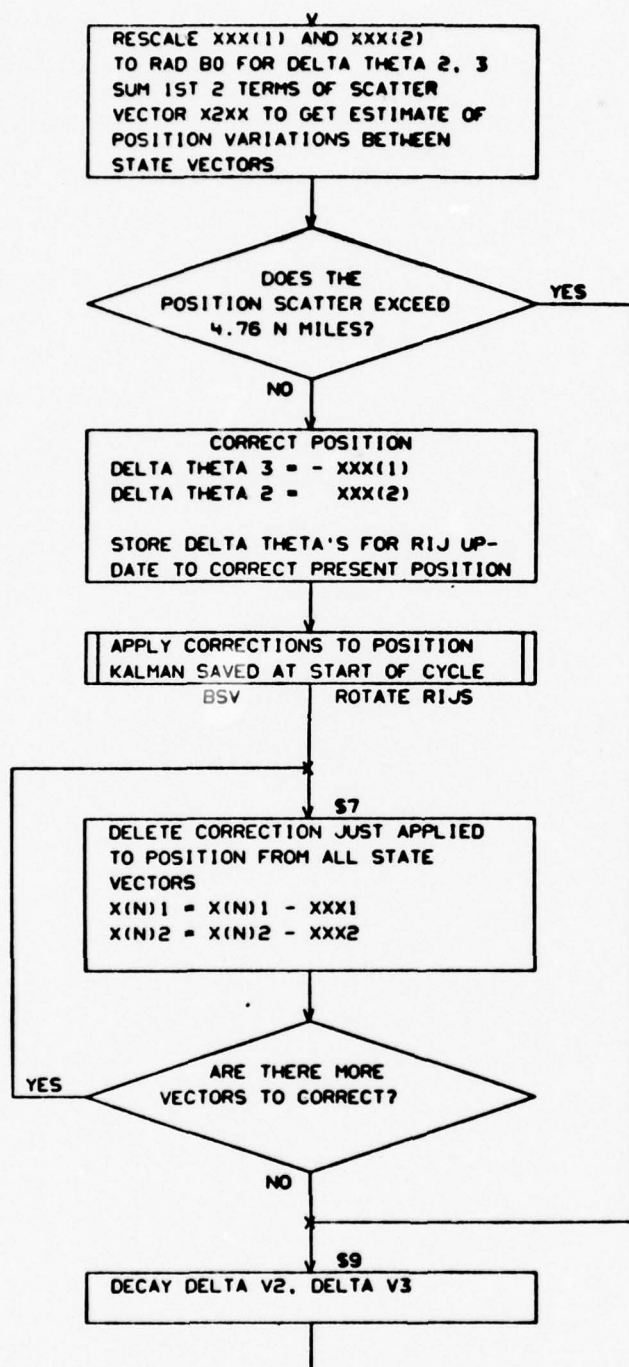 RESCALE XXX(1) AND XXX(2)
TO RAD B0 FOR DELTA THETA 2, 3
SUM 1ST 2 TERMS OF SCATTER
VECTOR X2XX TO GET ESTIMATE OF
POSITION VARIATIONS BETWEEN
STATE VECTORS
DOES THE
POSITION SCATTER EXCEED
4.76 N MILES?
YES
NO
CORRECT POSITION
DELTA THETA 3 = - XXX(1)
DELTA THETA 2 = XXX(2)
STORE DELTA THETA'S FOR RIJ UP-
DATE TO CORRECT PRESENT POSITION
APPLY CORRECTIONS TO POSITION
KALMAN SAVED AT START OF CYCLE
BSV ROTATE RIJS
$7
DELETE CORRECTION JUST APPLIED
TO POSITION FROM ALL STATE
VECTORS
X(N)1 = X(N)1 - XXX1
X(N)2 = X(N)2 - XXX2
ARE THERE MORE
VECTORS TO CORRECT?
YES
NO
$9
DECAY DELTA V2, DELTA V3